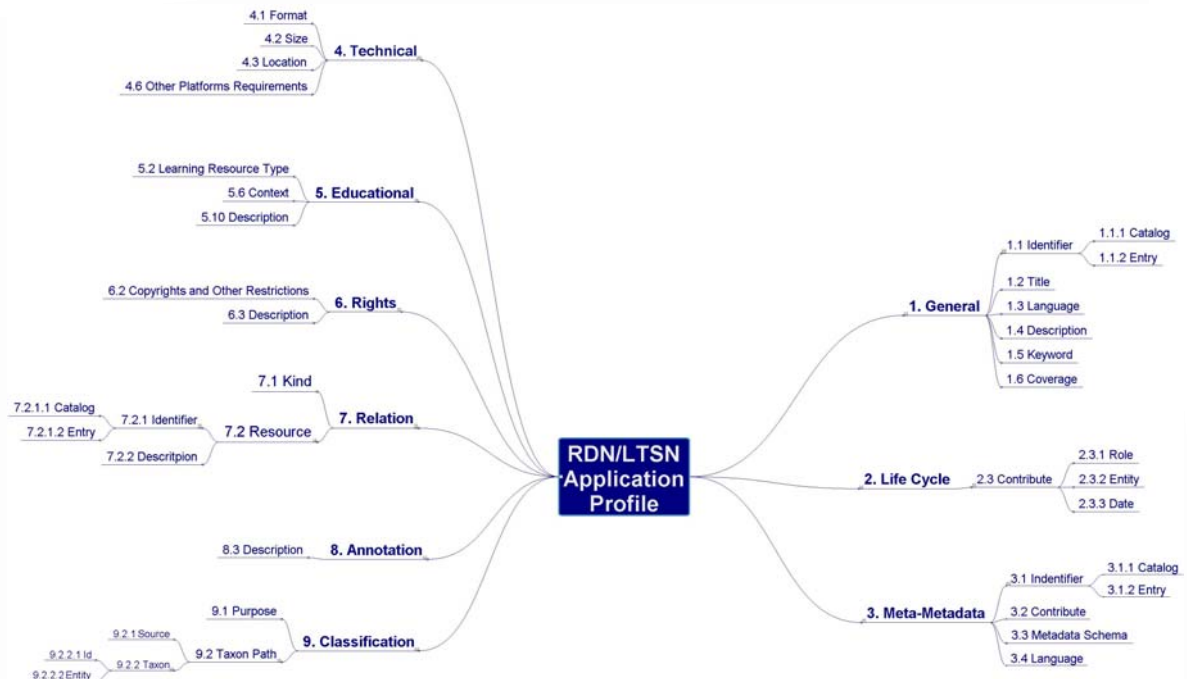 4.1 Format
4.2 Size
4.3 Location
4.6 Other Platforms Requirements
4. Technical
5.2 Learning Resource Type
5.6 Context
5.10 Description
5. Educational
6.2 Copyrights and Other Restrictions
6.3 Description
6. Rights
7.1 Kind
7.2.1.1 Catalog
7.2.1.2 Entry
7.2.1 Identifier
7.2.2 Descritpion
7.2 Resource
7. Relation
8.3 Description
8. Annotation
9.1 Purpose
9.2.1 Source
9.2.2.1 Id
9.2.2.2 Entity
9.2.2 Taxon
9.2 Taxon Path
9. Classification
RDN/LTSN
Application
Profile
1. General
1.1 Identifier
1.1.1 Catalog
1.1.2 Entry
1.2 Title
1.3 Language
1.4 Description
1.5 Keyword
1.6 Coverage
2. Life Cycle
2.3 Contribute
2.3.1 Role
2.3.2 Entity
2.3.3 Date
3. Meta-Metadata
3.1 Indentifier
3.1.1 Catalog
3.1.2 Entry
3.2 Contribute
3.3 Metadata Schema
3.4 Language